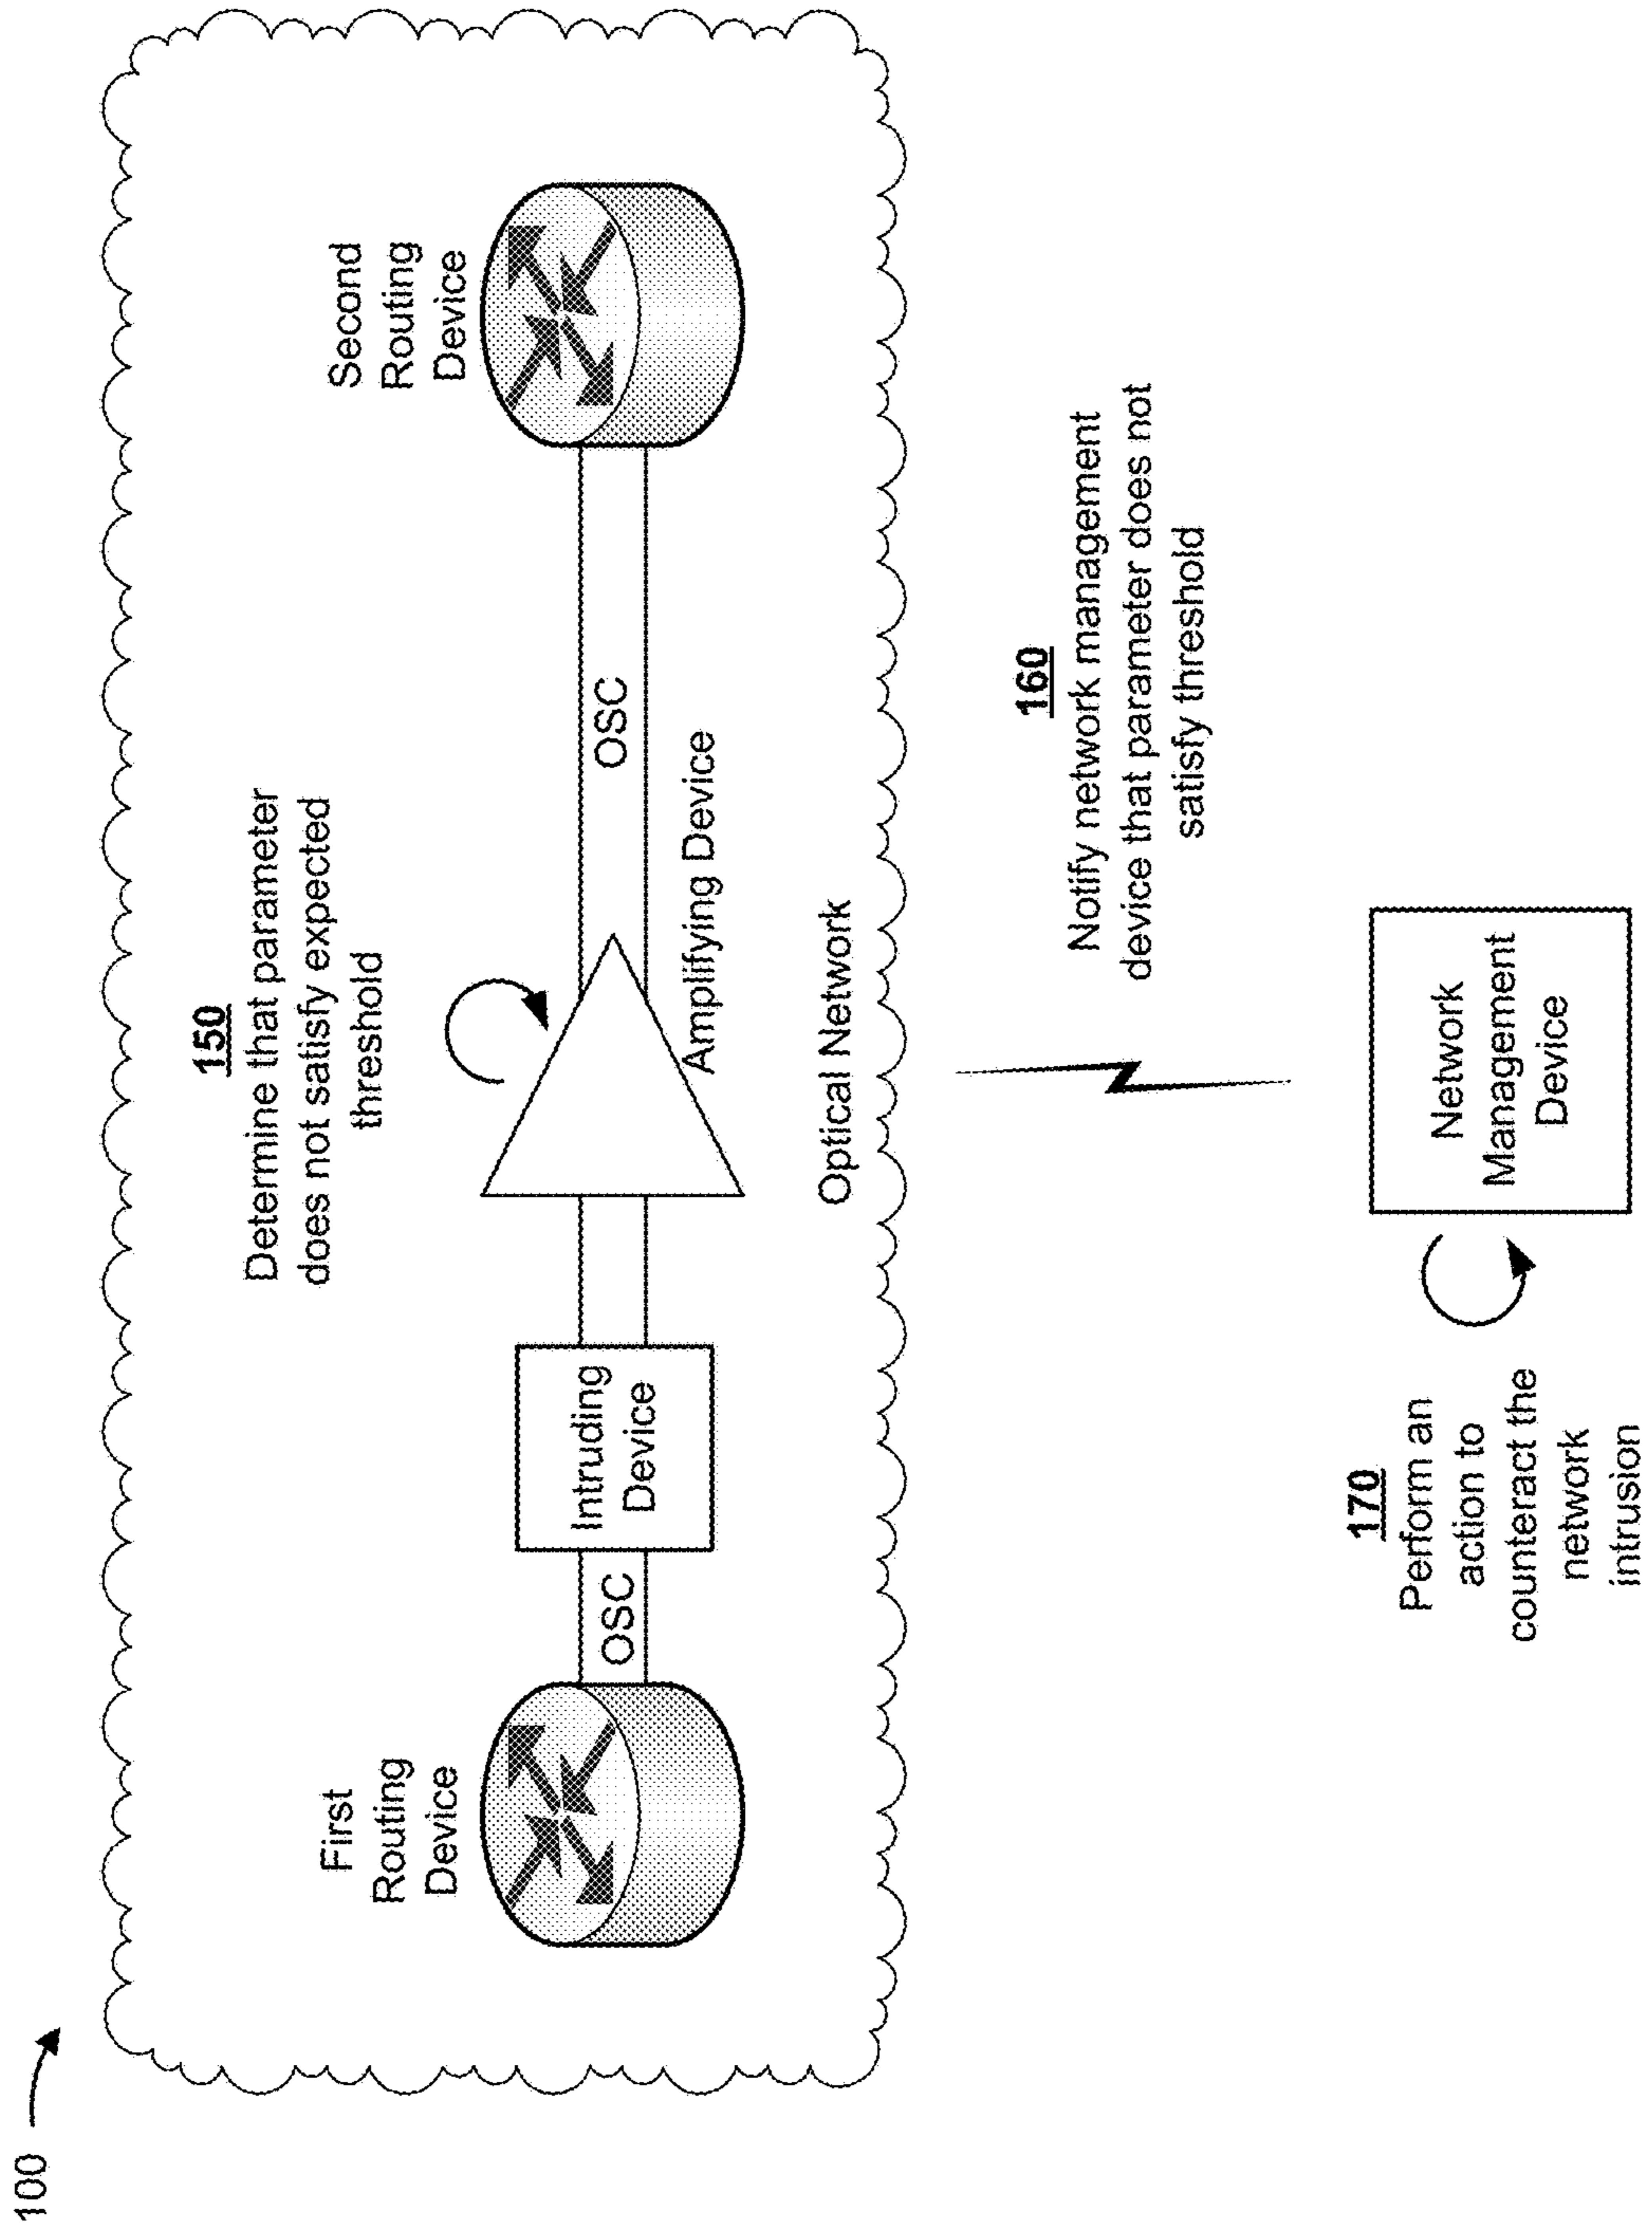 100
150
Determine that parameter
does not satisfy expected
threshold
First
Routing
Device
Second
Routing
Device
OSC
Intruding
Device
OSC
Amplifying Device
Optical Network
160
Notify network management
device that parameter does not
satisfy threshold
170
Perform an
action to
counteract the
network
intrusion
Network
Management
Device